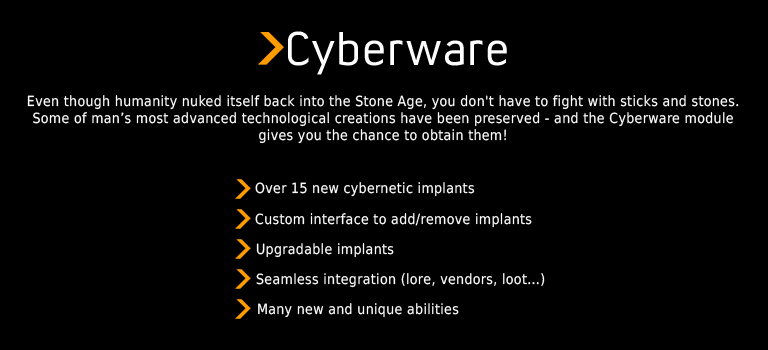 Cyberware
Even though humanity nuked itself back into the Stone Age, you don't have to fight with sticks and stones.
Some of man’s most advanced technological creations have been preserved - and the Cyberware module
gives you the chance to obtain them!
Over 15 new cybernetic implants
Custom interface to add/remove implants
Upgradable implants
Seamless integration (lore, vendors, loot...)
Many new and unique abilities